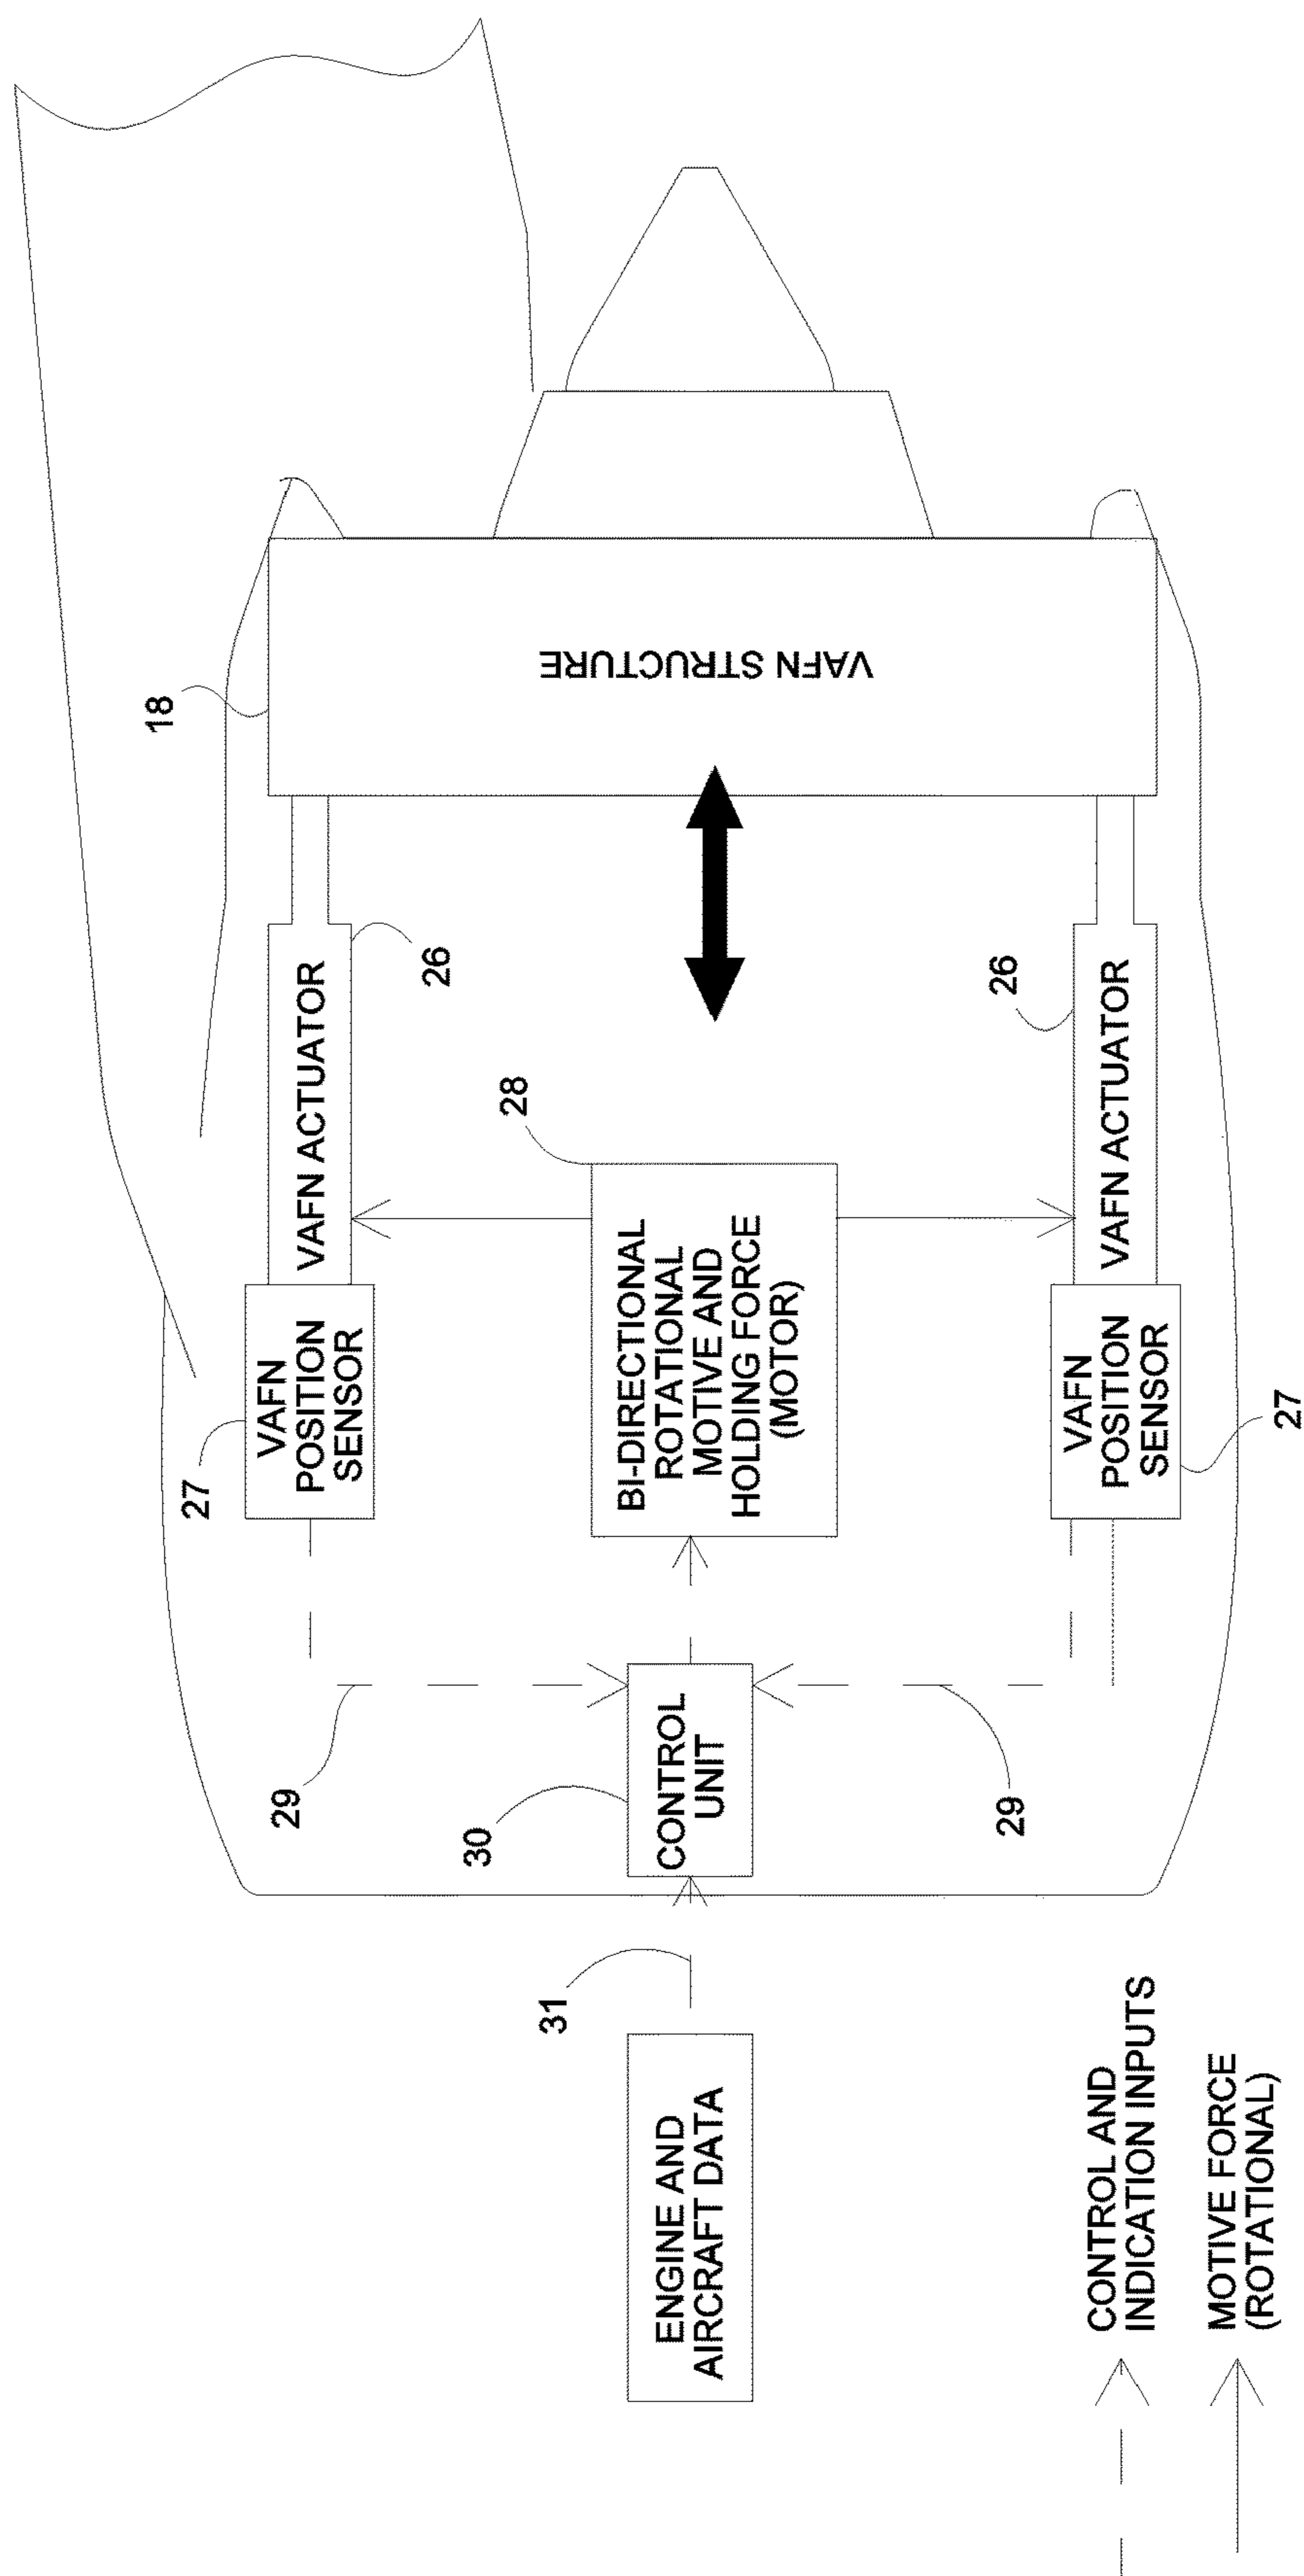 18
VAFN STRUCTURE
26
VAFN ACTUATOR
26
VAFN ACTUATOR
28
BI-DIRECTIONAL
ROTATIONAL
MOTIVE AND
HOLDING FORCE
(MOTOR)
27
VAFN
POSITION
SENSOR
VAFN
POSITION
SENSOR
27
29
29
30
CONTROL
UNIT
31
ENGINE AND
AIRCRAFT DATA
CONTROL AND
INDICATION INPUTS
MOTIVE FORCE
(ROTATIONAL)